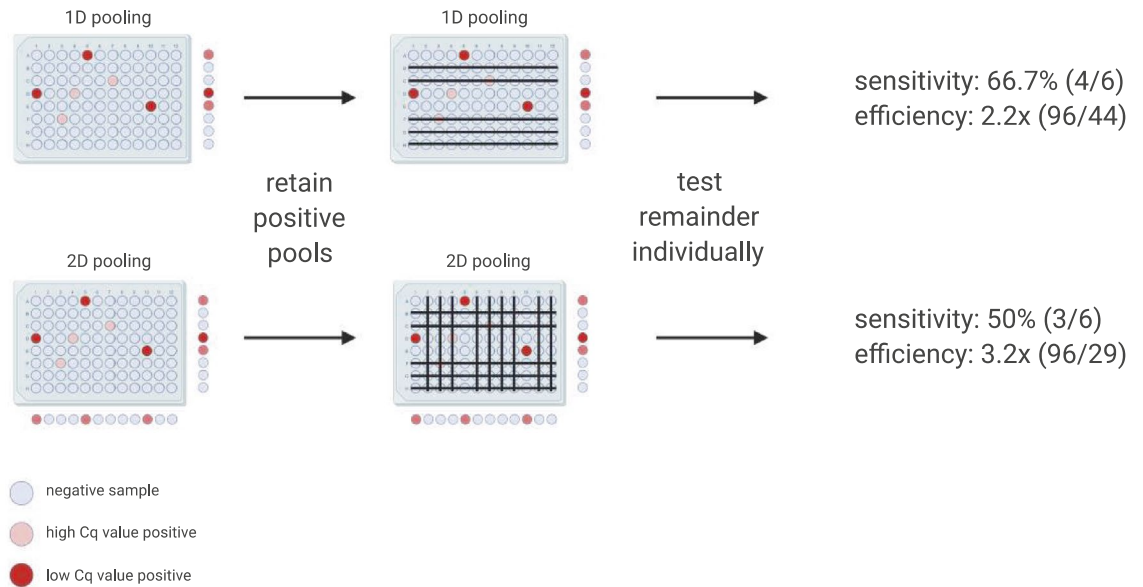 1D pooling
1D pooling
sensitivity: 66.7% (4/6)
efficiency: 2.2x (96/44)
retain
positive
pools
test
remainder
individually
2D pooling
2D pooling
sensitivity: 50% (3/6)
efficiency: 3.2x (96/29)
negative sample
high Cq value positive
low Cq value positive